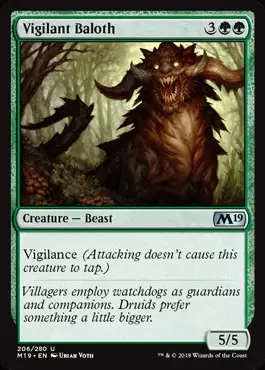 Vigilant Baloth 3
Creature — Beast M19
Vigilance (Attacking doesn't cause this
creature to tap.)
Villagers employ watchdogs as guardians
and companions. Druids prefer
something a little bigger.
5/5
206/280 U
M19 • EN Uriah Voth
™ & © 2018 Wizards of the Coast